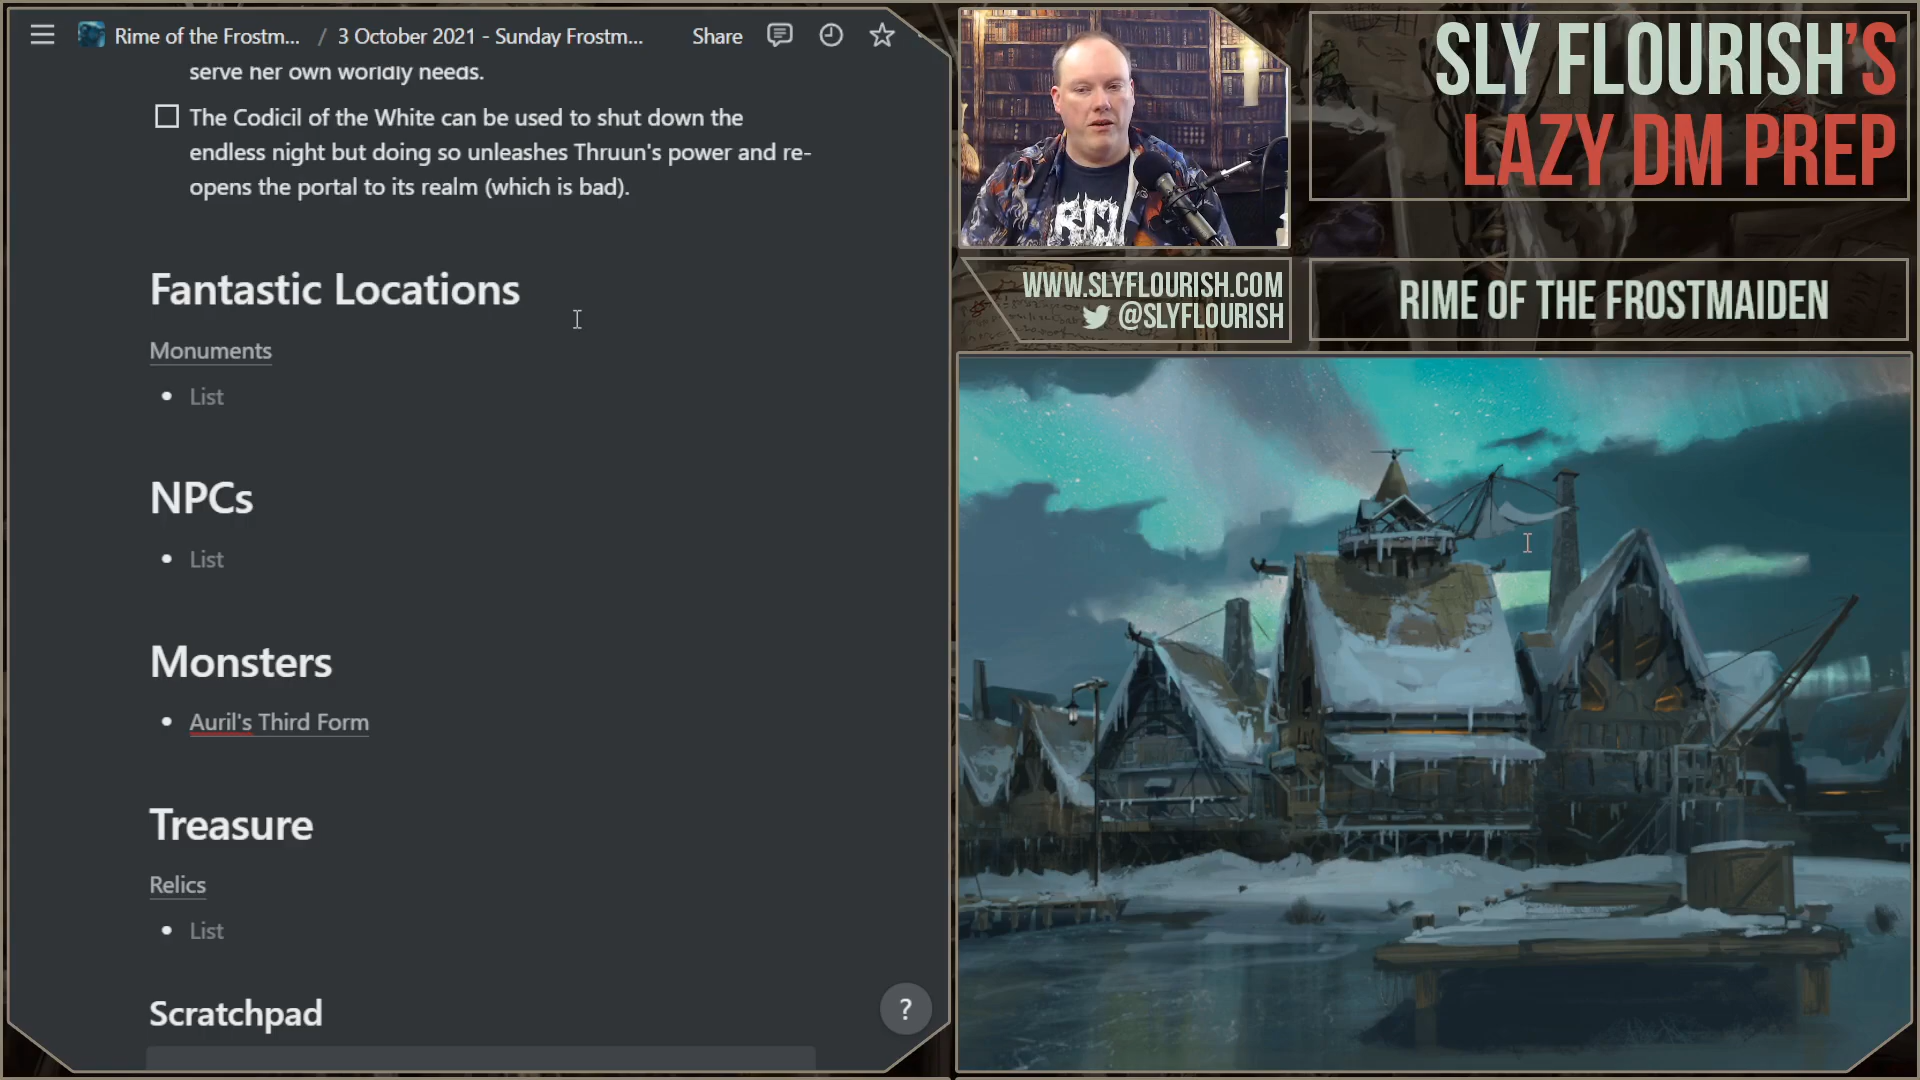 Rime of the Frostm... / 3 October 2021 - Sunday Frostm... Share
serve her own worldly needs.
The Codicil of the White can be used to shut down the
endless night but doing so unleashes Thruun's power and re-
opens the portal to its realm (which is bad).
Fantastic Locations
Monuments
• List
NPCs
• List
Monsters
• Auril's Third Form
Treasure
Relics
• List
Scratchpad
?
WWW.SLYFLOURISH.COM
@SLYFLOURISH
SLY FLOURISH'S
LAZY DM PREP
RIME OF THE FROSTMAIDEN